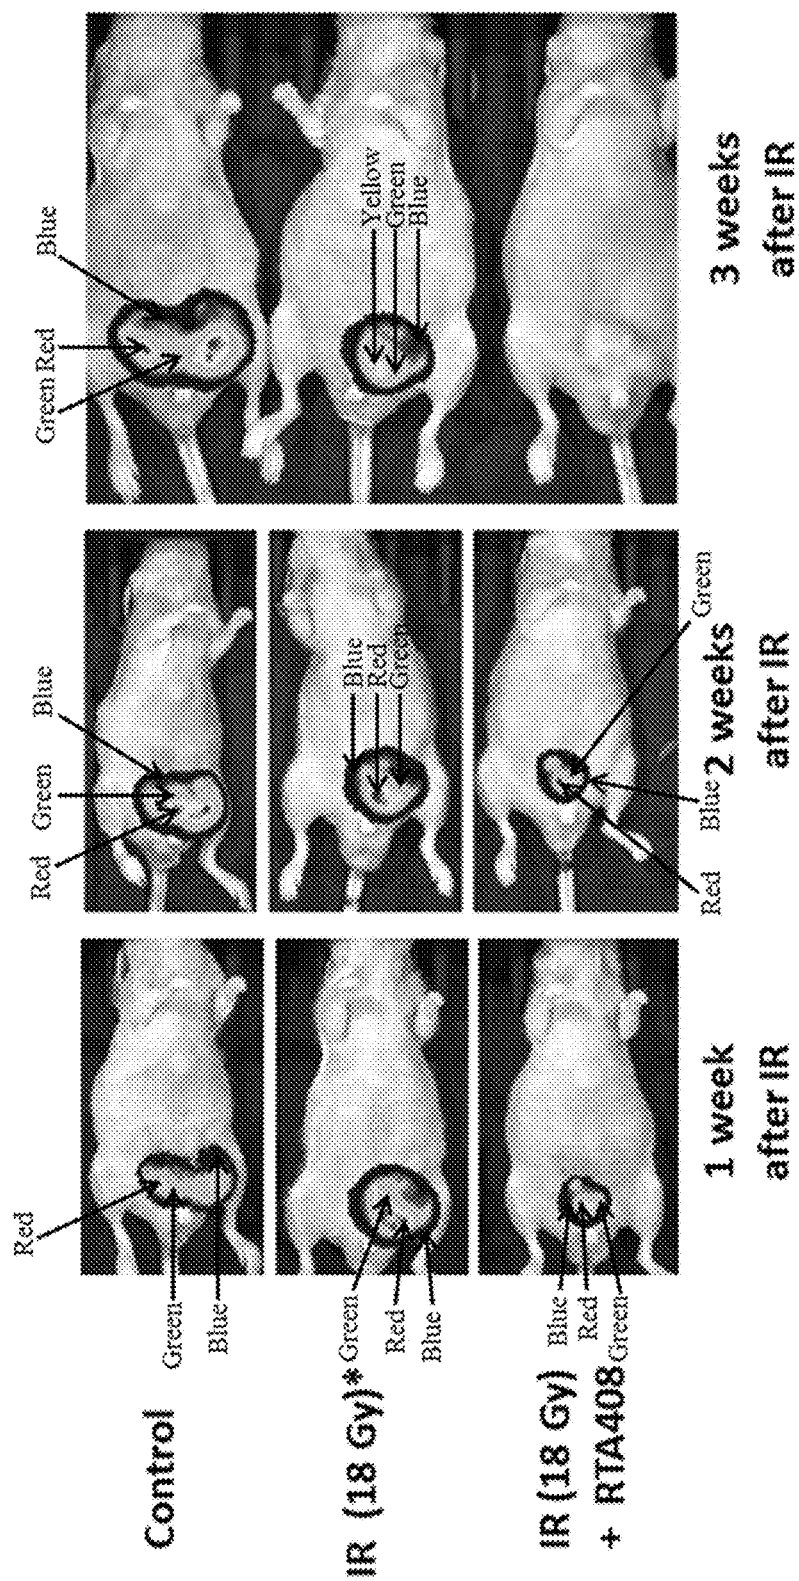 Control
Red
Green
Blue
Red
Green
Blue
Green Red
Blue
IR (18 Gy)*
Green
Red
Blue
Blue
Red
Green
Yellow
Green
Blue
IR (18 Gy)
+ RTA408
Blue
Red
Green
Red
Blue
Green
1 week
after IR
2 weeks
after IR
3 weeks
after IR